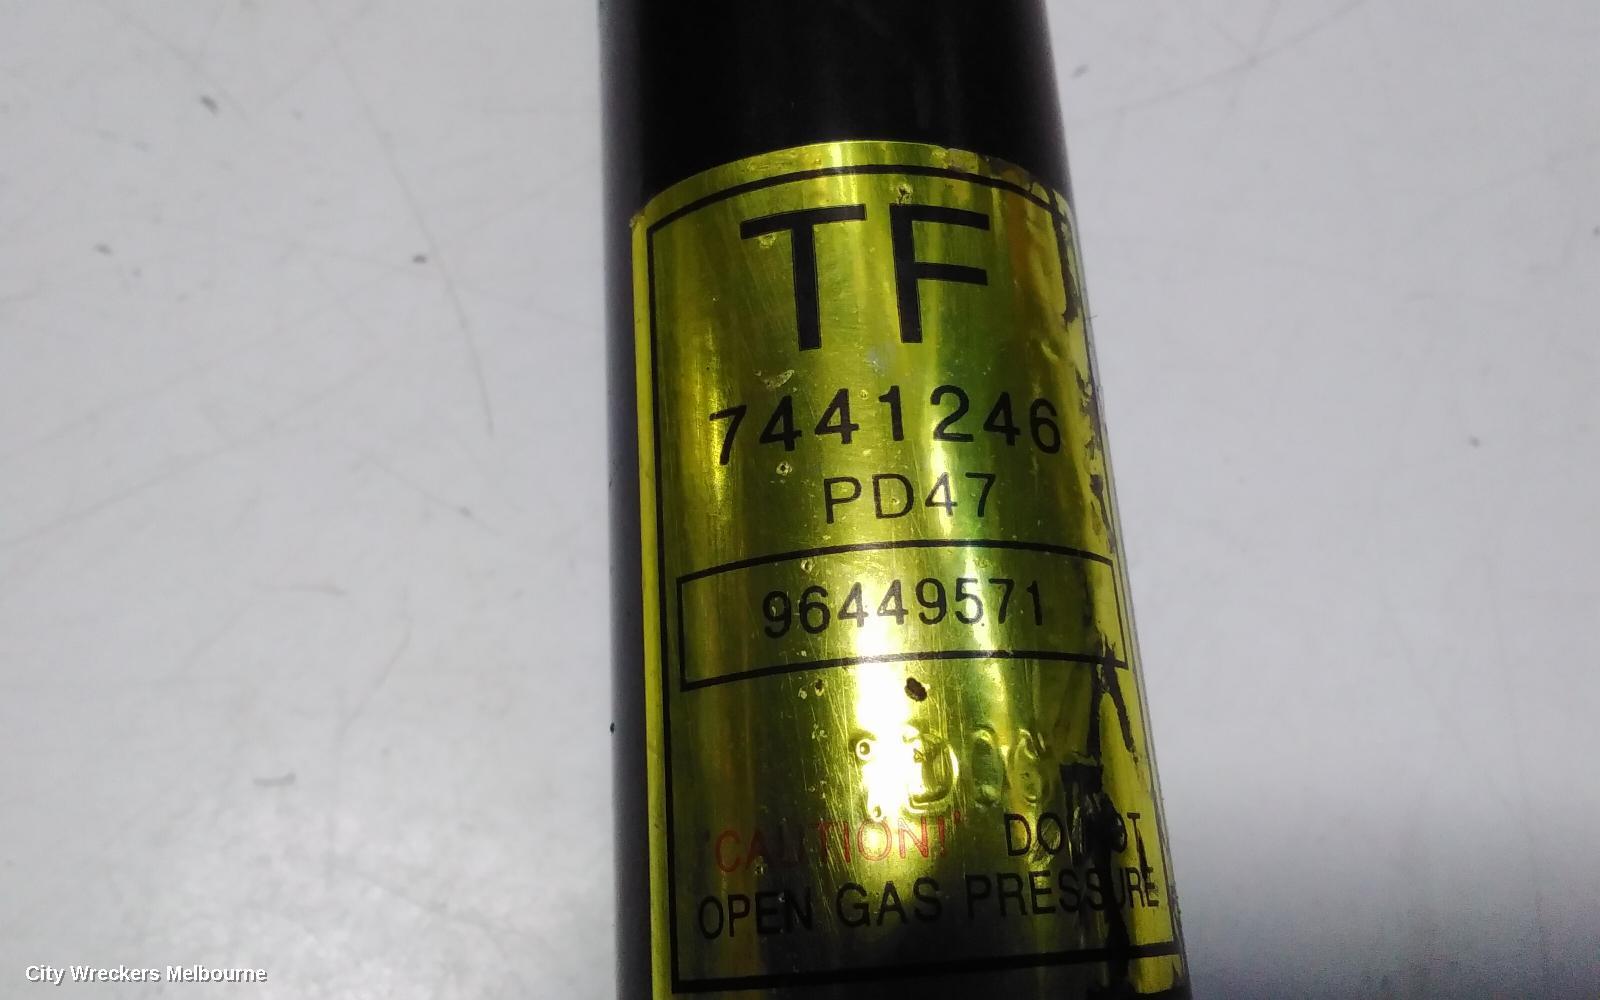 TF
7441246
PD47
96449571
"CAUTION!" DO NOT
OPEN GAS PRESSURE
City Wreckers Melbourne